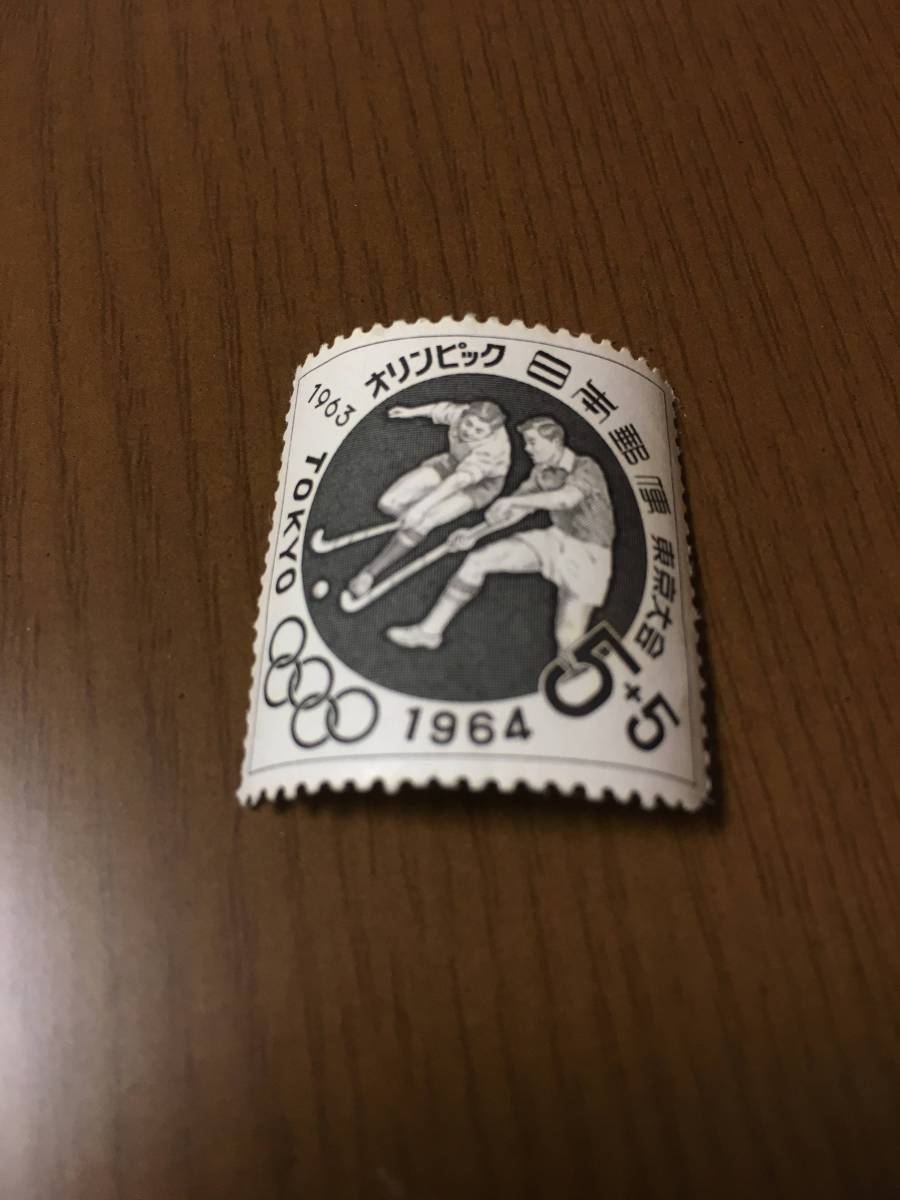 1963
オリンピック
日本郵便
東京大会
TOKYO
1964
5+5